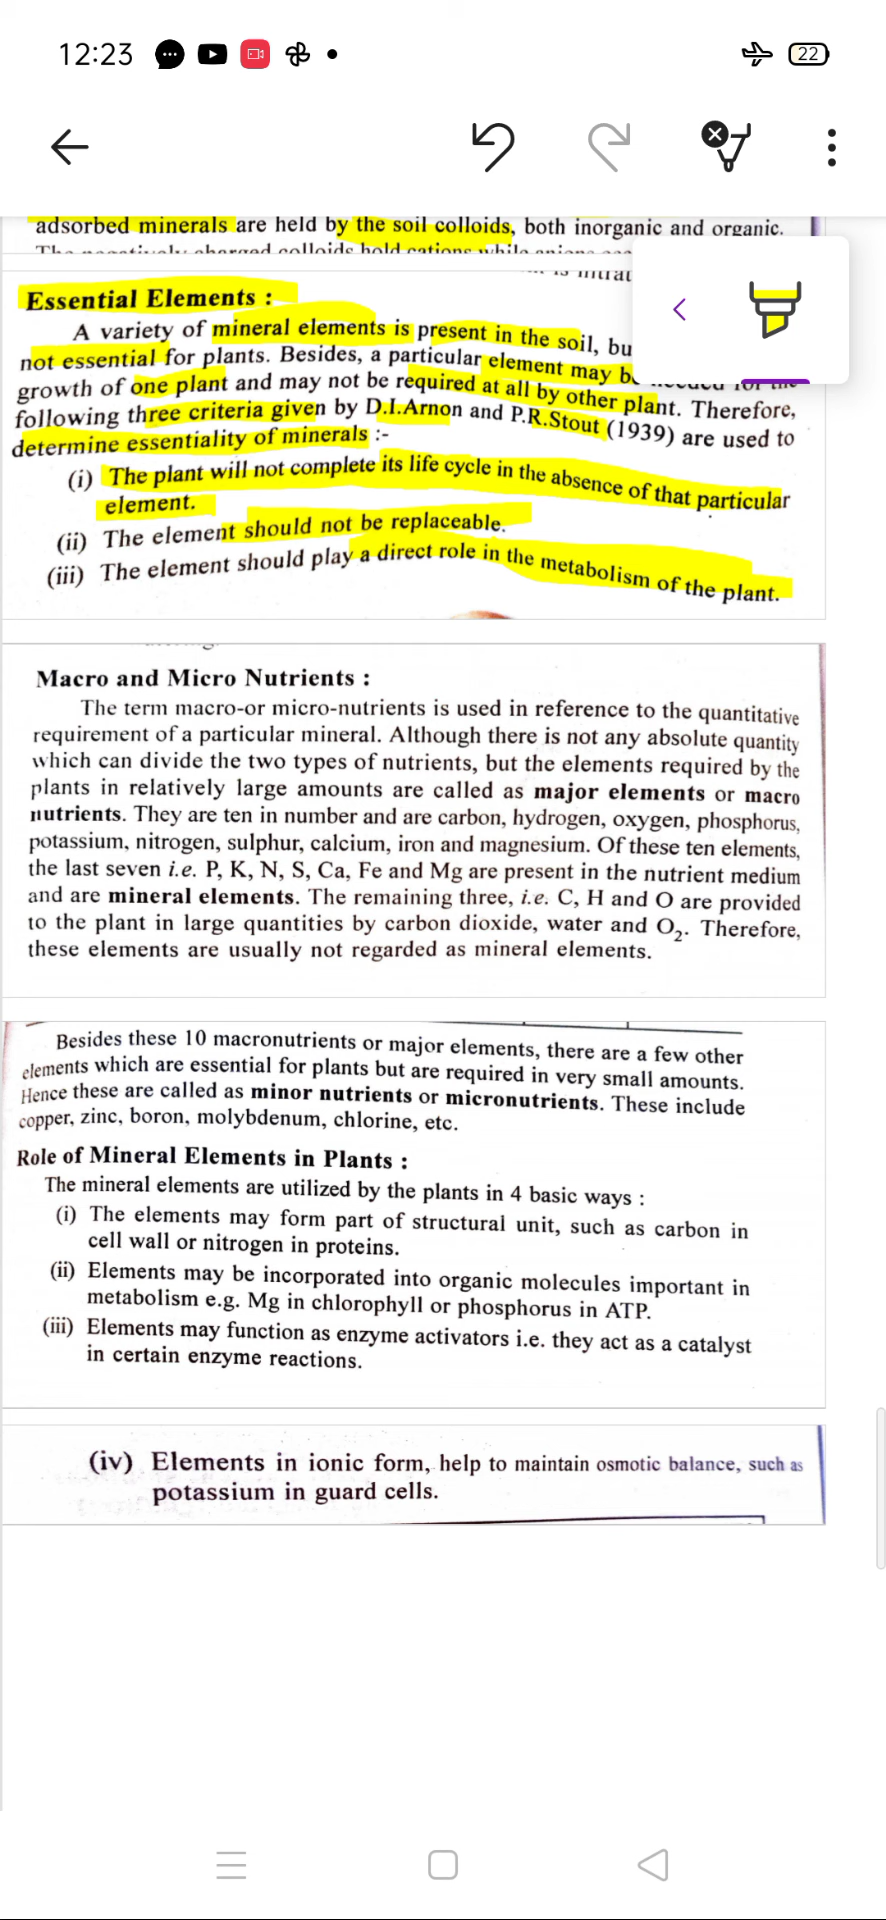 12:23
22
adsorbed minerals are held by the soil colloids, both inorganic and organic.
Essential Elements :
A variety of mineral elements is present in the soil, bu
not essential for plants. Besides, a particular element may b
growth of one plant and may not be required at all by other plant. Therefore,
following three criteria given by D.I.Arnon and P.R.Stout (1939) are used to
determine essentiality of minerals :-
(i) The plant will not complete its life cycle in the absence of that particular
element.
(ii) The element should not be replaceable.
(iii) The element should play a direct role in the metabolism of the plant.
Macro and Micro Nutrients :
The term macro-or micro-nutrients is used in reference to the quantitative
requirement of a particular mineral. Although there is not any absolute quantity
which can divide the two types of nutrients, but the elements required by the
plants in relatively large amounts are called as major elements or macro
nutrients. They are ten in number and are carbon, hydrogen, oxygen, phosphorus,
potassium, nitrogen, sulphur, calcium, iron and magnesium. Of these ten elements,
the last seven i.e. P, K, N, S, Ca, Fe and Mg are present in the nutrient medium
and are mineral elements. The remaining three, i.e. C, H and O are provided
to the plant in large quantities by carbon dioxide, water and O₂. Therefore,
these elements are usually not regarded as mineral elements.
Besides these 10 macronutrients or major elements, there are a few other
elements which are essential for plants but are required in very small amounts.
Hence these are called as minor nutrients or micronutrients. These include
copper, zinc, boron, molybdenum, chlorine, etc.
Role of Mineral Elements in Plants :
The mineral elements are utilized by the plants in 4 basic ways :
(i) The elements may form part of structural unit, such as carbon in
cell wall or nitrogen in proteins.
(ii) Elements may be incorporated into organic molecules important in
metabolism e.g. Mg in chlorophyll or phosphorus in ATP.
(iii) Elements may function as enzyme activators i.e. they act as a catalyst
in certain enzyme reactions.
(iv) Elements in ionic form, help to maintain osmotic balance, such as
potassium in guard cells.